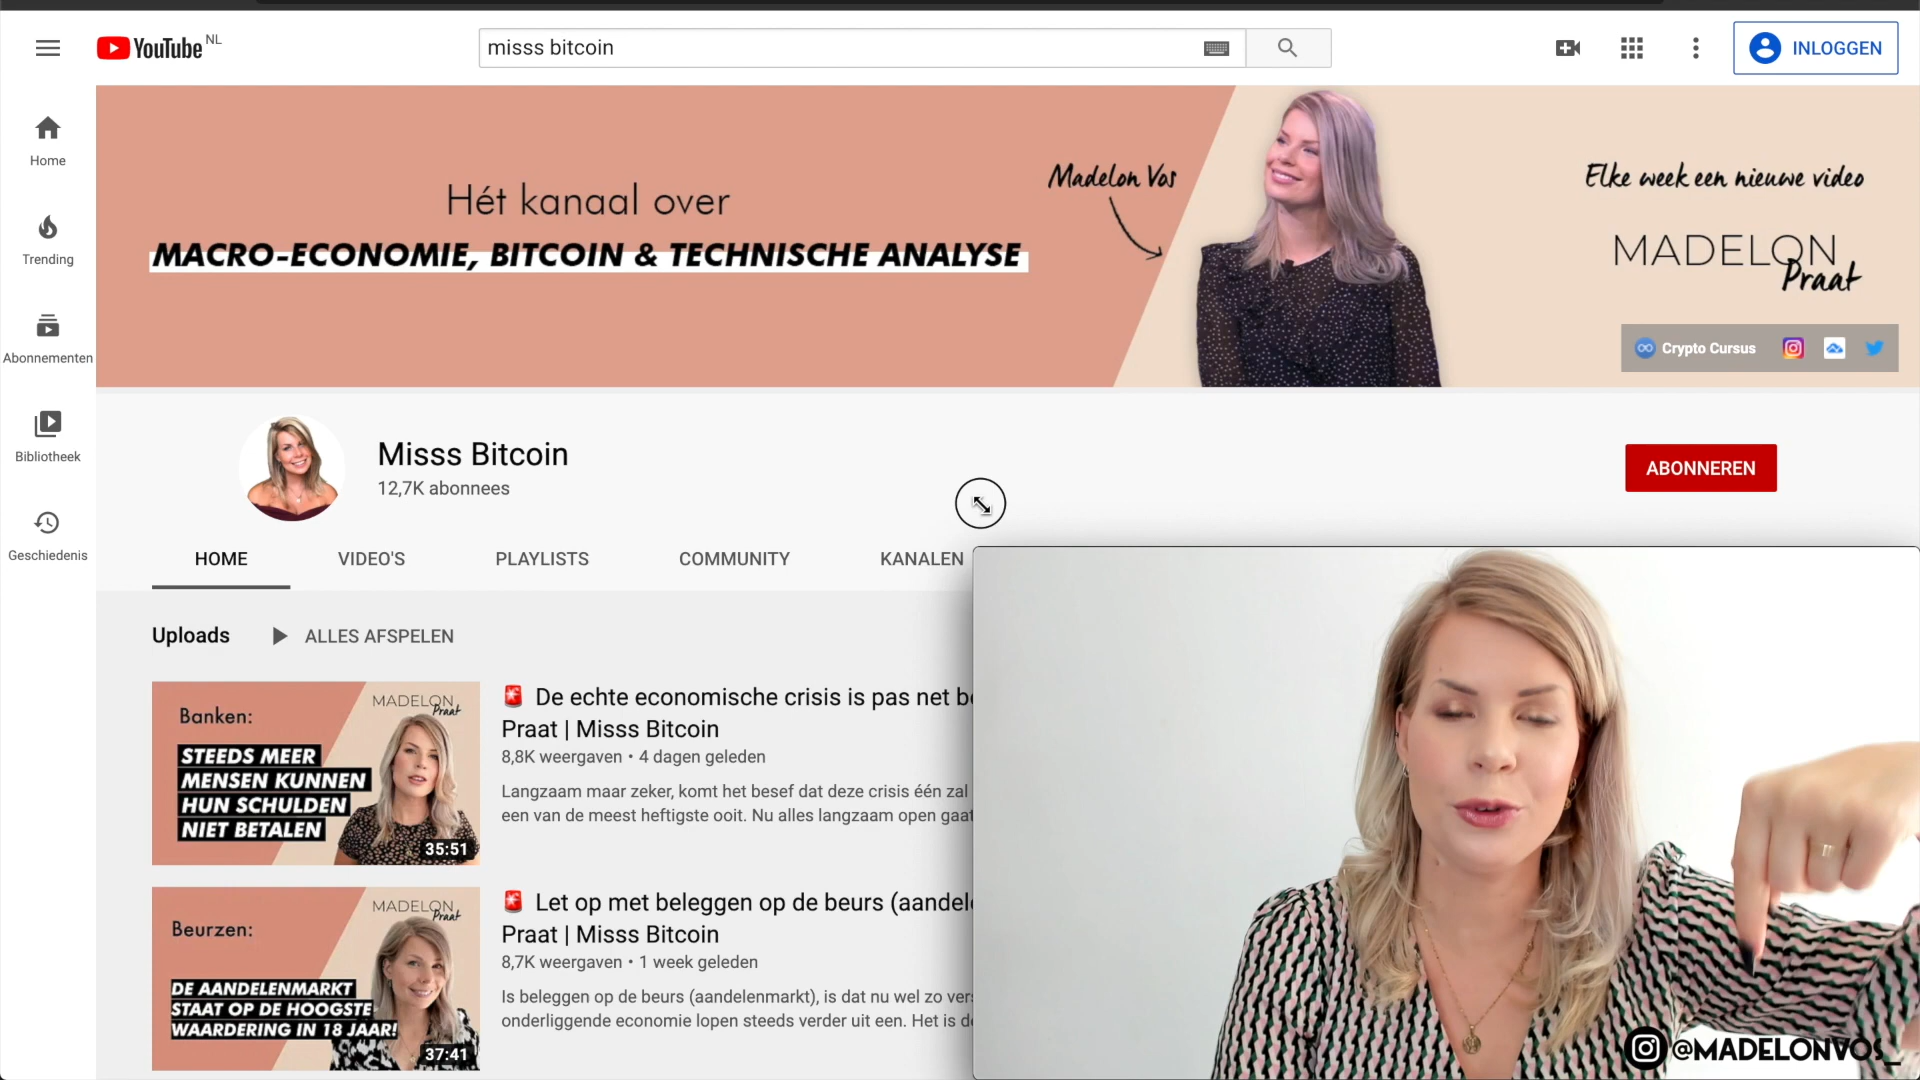 YouTube NL
misss bitcoin
INLOGGEN
Home
Trending
Abonnementen
Bibliotheek
Geschiedenis
Hét kanaal over
MACRO-ECONOMIE, BITCOIN & TECHNISCHE ANALYSE
Madelon Vos
Elke week een nieuwe video
MADELON
Praat
Crypto Cursus
Misss Bitcoin
12,7K abonnees
ABONNEREN
HOME
VIDEO'S
PLAYLISTS
COMMUNITY
KANALEN
Uploads
ALLES AFSPELEN
Banken:
MADELON
Praat
STEEDS MEER
MENSEN KUNNEN
HUN SCHULDEN
NIET BETALEN
35:51
🚨 De echte economische crisis is pas net
Praat | Misss Bitcoin
8,8K weergaven • 4 dagen geleden
Langzaam maar zeker, komt het besef dat deze crisis één zal
een van de meest heftigste ooit. Nu alles langzaam open gaat
Beurzen:
MADELON
Praat
DE AANDELENMARKT
STAAT OP DE HOOGSTE
WAARDERING IN 18 JAAR!
37:41
🚨 Let op met beleggen op de beurs
Praat | Misss Bitcoin
8,7K weergaven • 1 week geleden
Is beleggen op de beurs (aandelenmarkt), is dat nu wel zo
onderliggende economie lopen steeds verder uit een. Het is
@MADELONVOS_